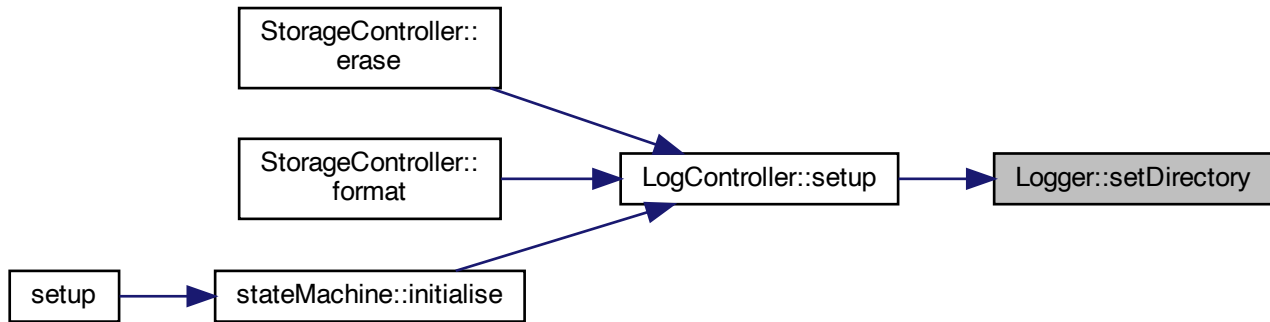 StorageController::
erase
StorageController::
format
LogController::setup
Logger::setDirectory
setup
stateMachine::initialise